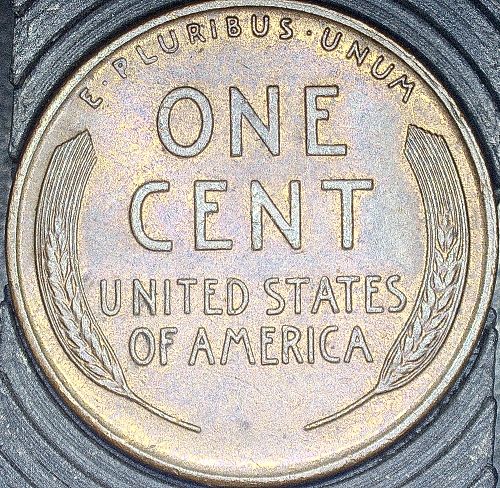 E · PLURIBUS · UNUM
ONE
CENT
UNITED STATES
OF AMERICA